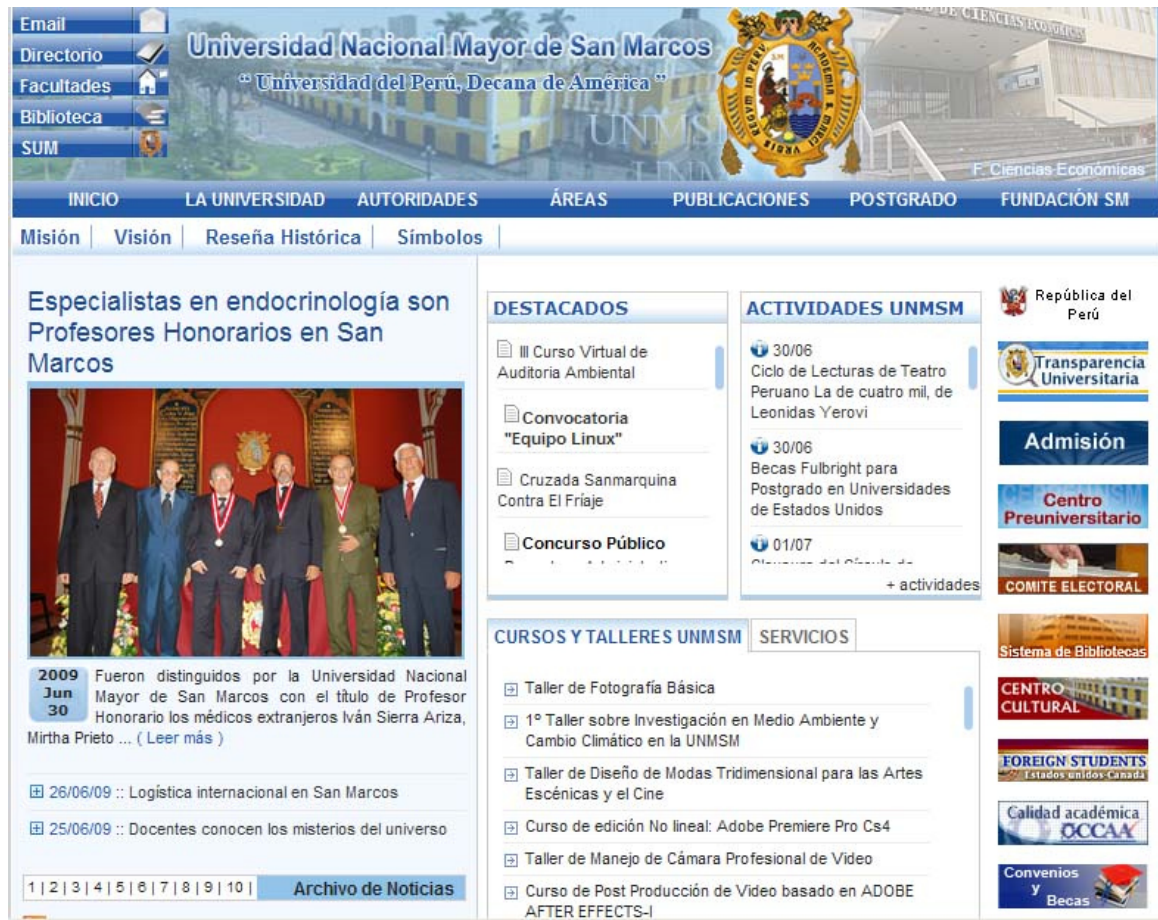 Email
Directorio
Facultades
Biblioteca
SUM
Universidad Nacional Mayor de San Marcos
“ Universidad del Perú, Decana de América ”
UNMSM
F. Ciencias Económicas
INICIO LA UNIVERSIDAD AUTORIDADES ÁREAS PUBLICACIONES POSTGRADO FUNDACIÓN SM
Misión Visión Reseña Histórica Símbolos
Especialistas en endocrinología son
Profesores Honorarios en San
Marcos
2009
Jun
30
Fueron distinguidos por la Universidad Nacional
Mayor de San Marcos con el título de Profesor
Honorario los médicos extranjeros Iván Sierra Ariza,
Mirtha Prieto ... ( Leer más )
26/06/09 :: Logística internacional en San Marcos
25/06/09 :: Docentes conocen los misterios del universo
1 | 2 | 3 | 4 | 5 | 6 | 7 | 8 | 9 | 10 | Archivo de Noticias
DESTACADOS
III Curso Virtual de
Auditoria Ambiental
Convocatoria
"Equipo Linux"
Cruzada Sanmarquina
Contra El Fríaje
Concurso Público
ACTIVIDADES UNMSM
30/06
Ciclo de Lecturas de Teatro
Peruano La de cuatro mil, de
Leonidas Yerovi
30/06
Becas Fulbright para
Postgrado en Universidades
de Estados Unidos
01/07
+ actividades
CURSOS Y TALLERES UNMSM SERVICIOS
Taller de Fotografía Básica
1º Taller sobre Investigación en Medio Ambiente y
Cambio Climático en la UNMSM
Taller de Diseño de Modas Tridimensional para las Artes
Escénicas y el Cine
Curso de edición No lineal: Adobe Premiere Pro Cs4
Taller de Manejo de Cámara Profesional de Video
Curso de Post Producción de Video basado en ADOBE
AFTER EFFECTS-I
República del
Perú
Transparencia
Universitaria
Admisión
Centro
Preuniversitario
COMITE ELECTORAL
Sistema de Bibliotecas
CENTRO
CULTURAL
FOREIGN STUDENTS
Estados unidos-Canadá
Calidad académica
OCCAA
Convenios
y
Becas